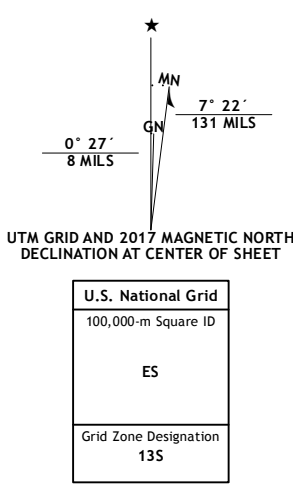 ★
MN
GN
7° 22´
131 MILS
0° 27´
8 MILS
UTM GRID AND 2017 MAGNETIC NORTH
DECLINATION AT CENTER OF SHEET
U.S. National Grid
100,000-m Square ID
ES
Grid Zone Designation
13S